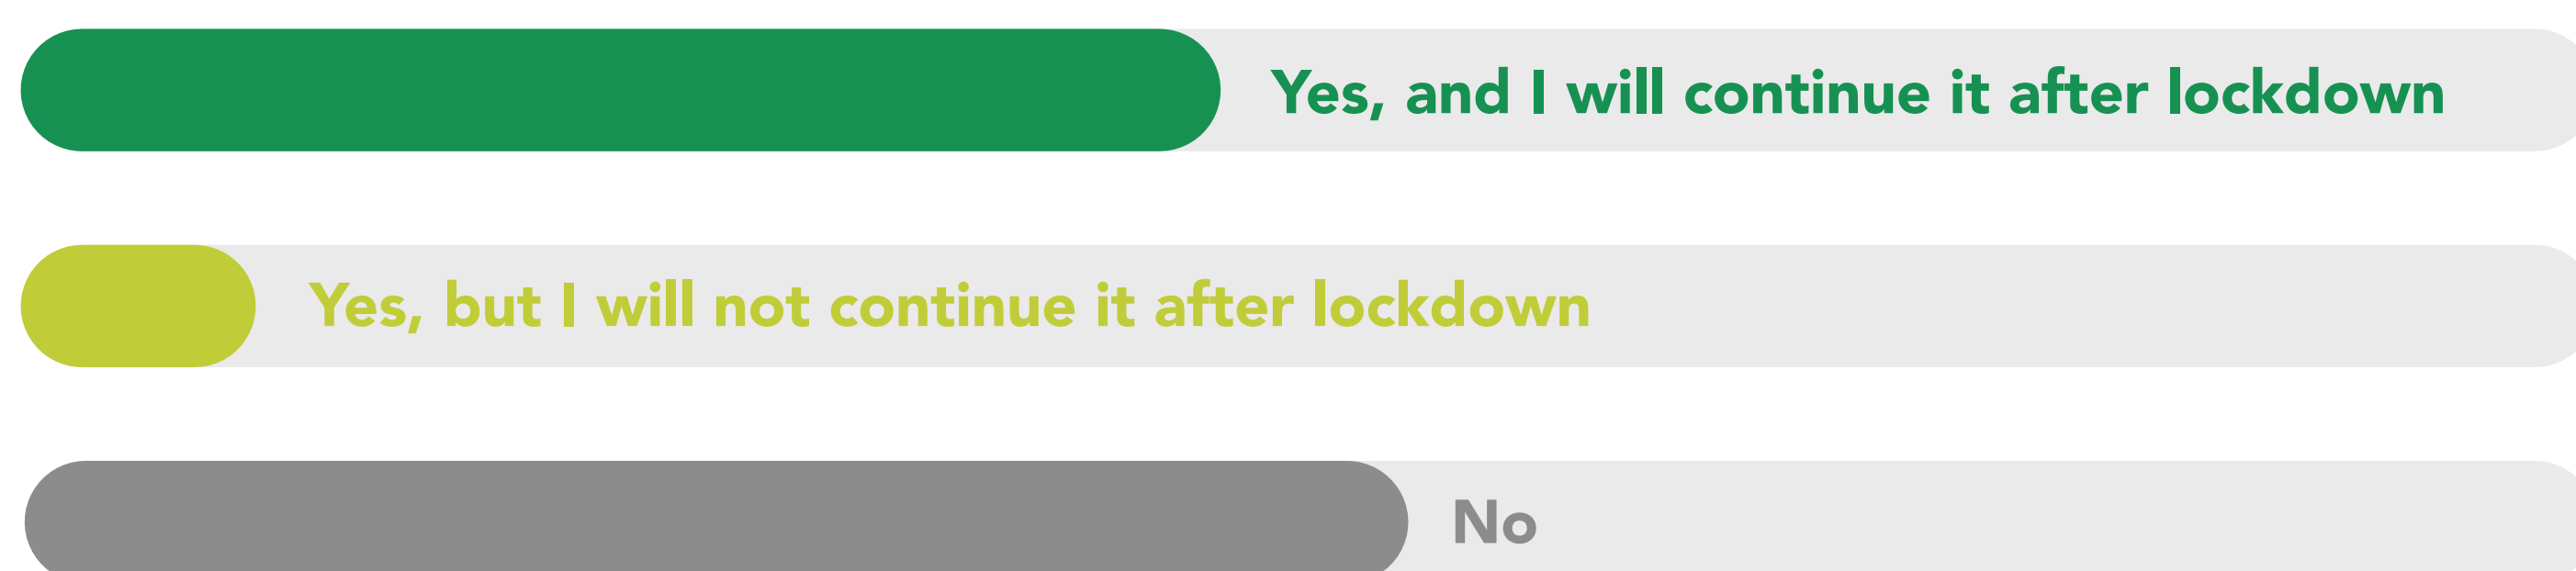 Yes, and I will continue it after lockdown
Yes, but I will not continue it after lockdown
No